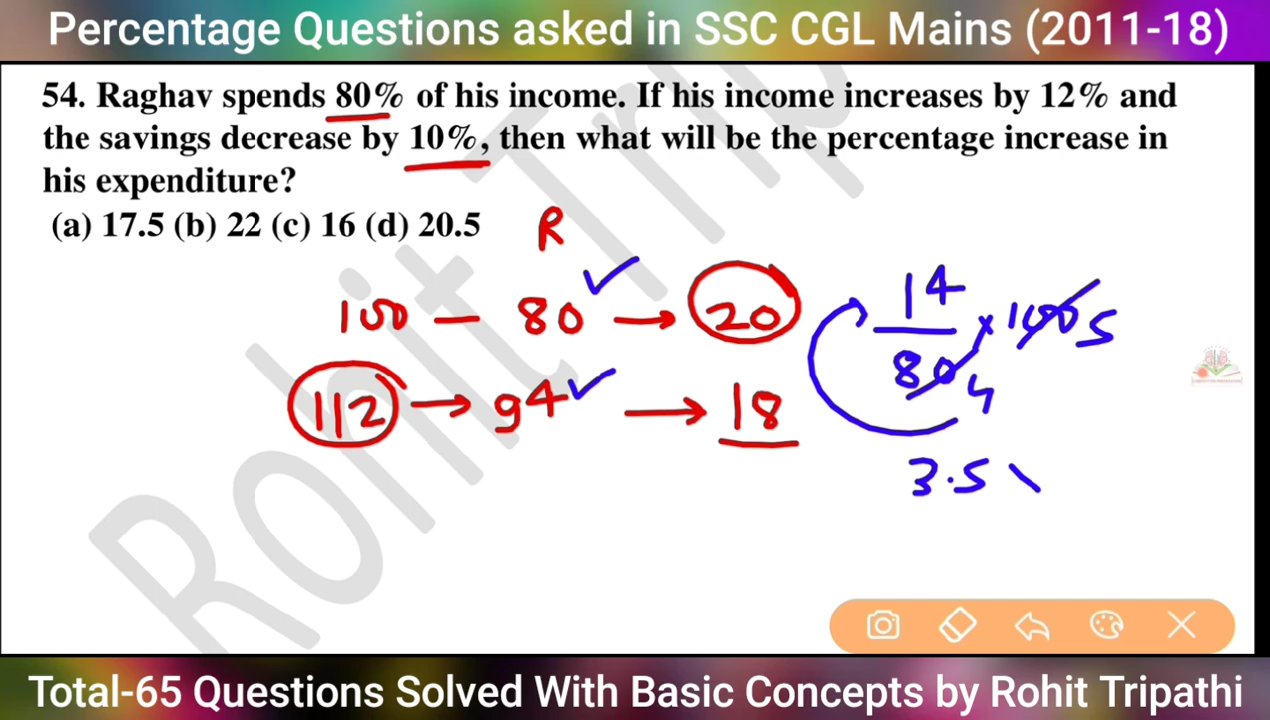 Percentage Questions asked in SSC CGL Mains (2011-18)
54. Raghav spends 80% of his income. If his income increases by 12% and
the savings decrease by 10%, then what will be the percentage increase in
his expenditure?
(a) 17.5 (b) 22 (c) 16 (d) 20.5
R
100 — 80 ✓ → 20
112 → 94 ✓ → 18
14
80 4 × 100 5
3.5 \
Rohit Trip
Total-65 Questions Solved With Basic Concepts by Rohit Tripathi